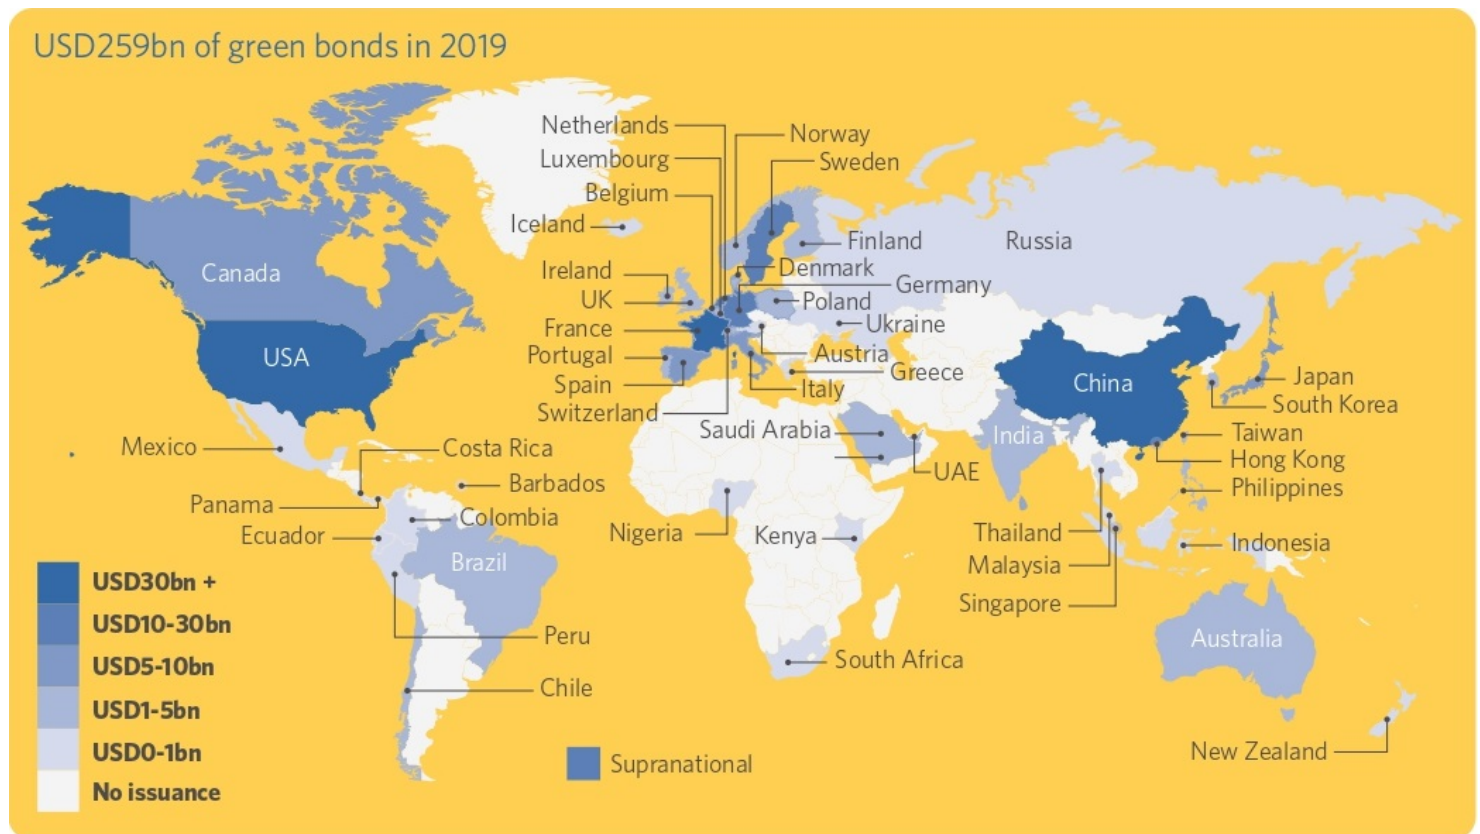 USD259bn of green bonds in 2019
Netherlands
Norway
Luxembourg
Sweden
Belgium
Iceland
Finland
Russia
Canada
Ireland
Denmark
Germany
UK
Poland
France
Ukraine
USA
Portugal
Austria
Greece
Spain
Italy
Switzerland
China
Japan
South Korea
Saudi Arabia
India
Taiwan
Mexico
Costa Rica
Hong Kong
UAE
Barbados
Philippines
Panama
Colombia
Ecuador
Nigeria
Kenya
Thailand
Indonesia
Brazil
Malaysia
Singapore
Peru
Australia
South Africa
Chile
New Zealand
USD30bn +
USD10-30bn
USD5-10bn
USD1-5bn
USD0-1bn
No issuance
Supranational